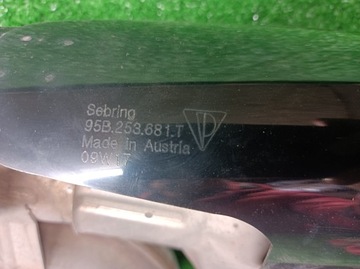 Sebring
95B.253.681.T
Made in Austria
09W17